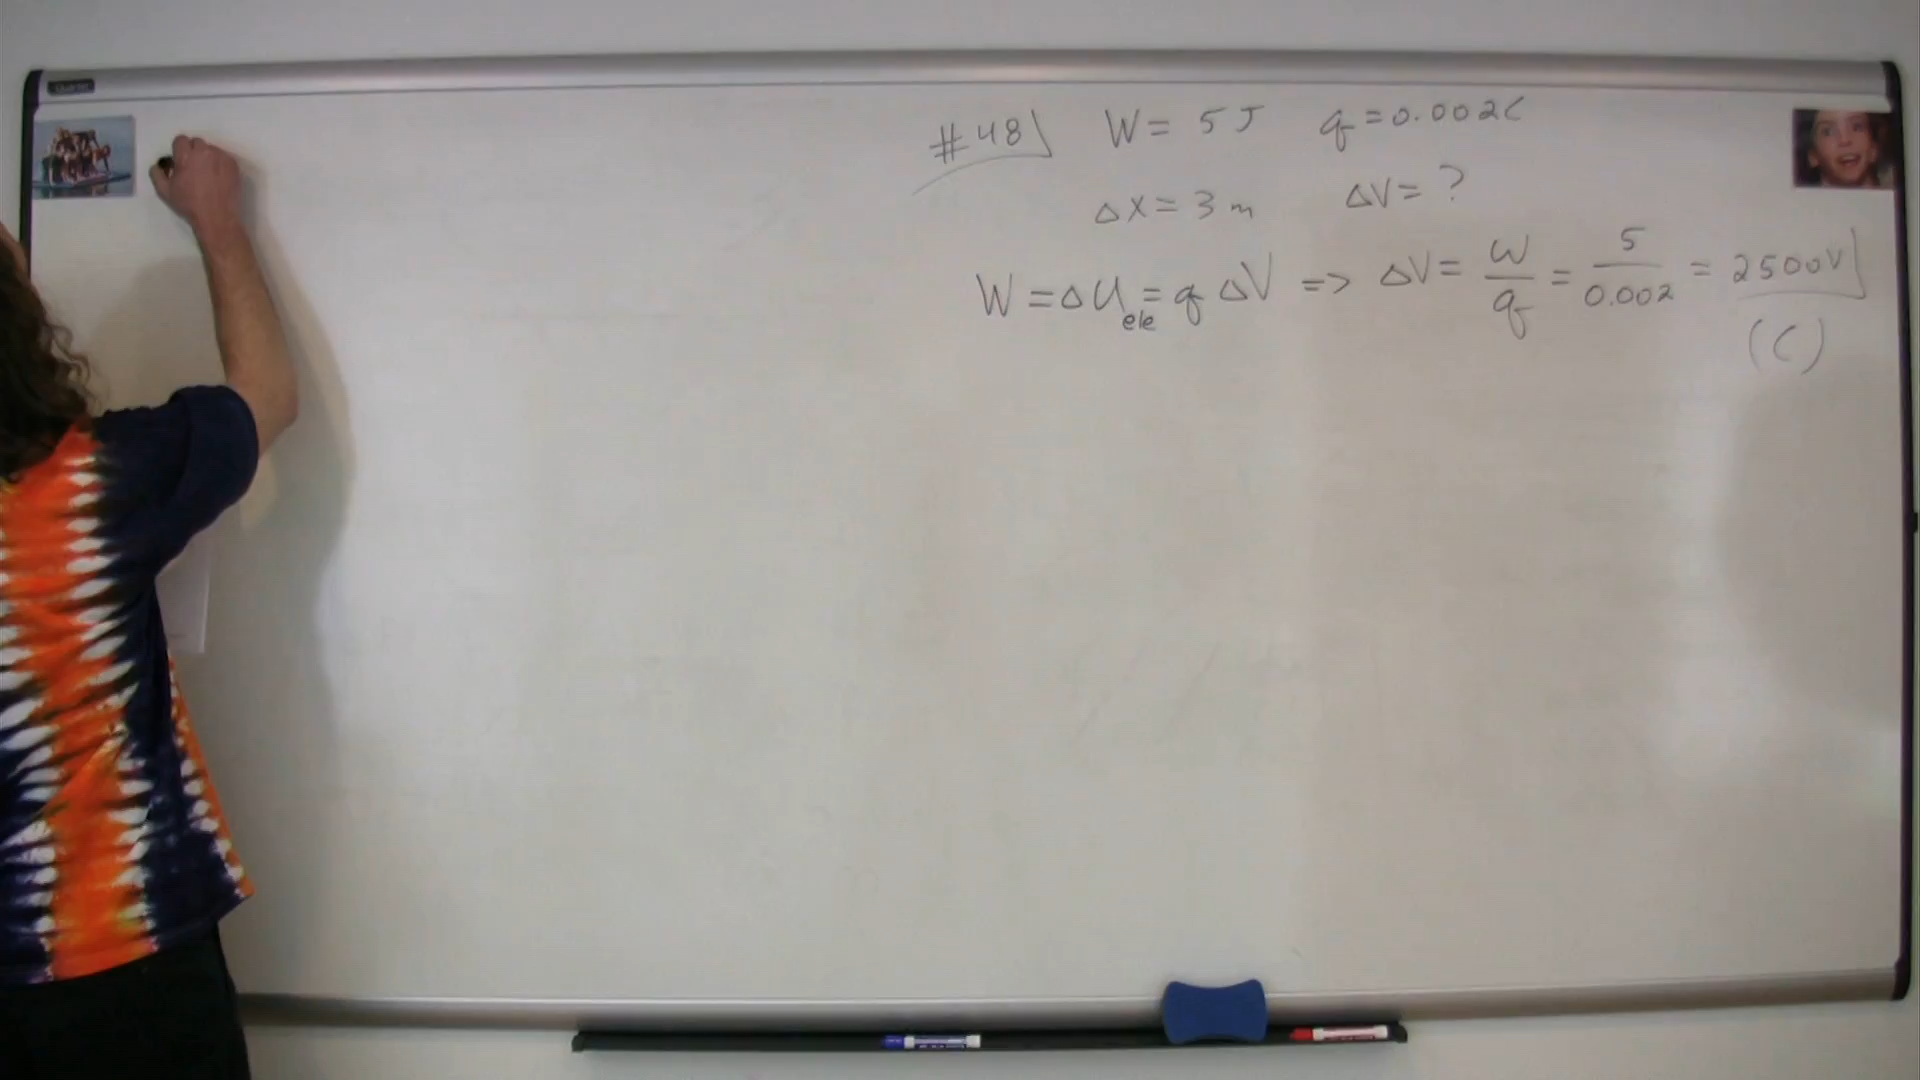 #48) W = 5 J q = 0.002C
Δx = 3 m ΔV = ?
W = ΔU_ele = q ΔV => ΔV = W/q = 5/0.002 = 2500V
(C)